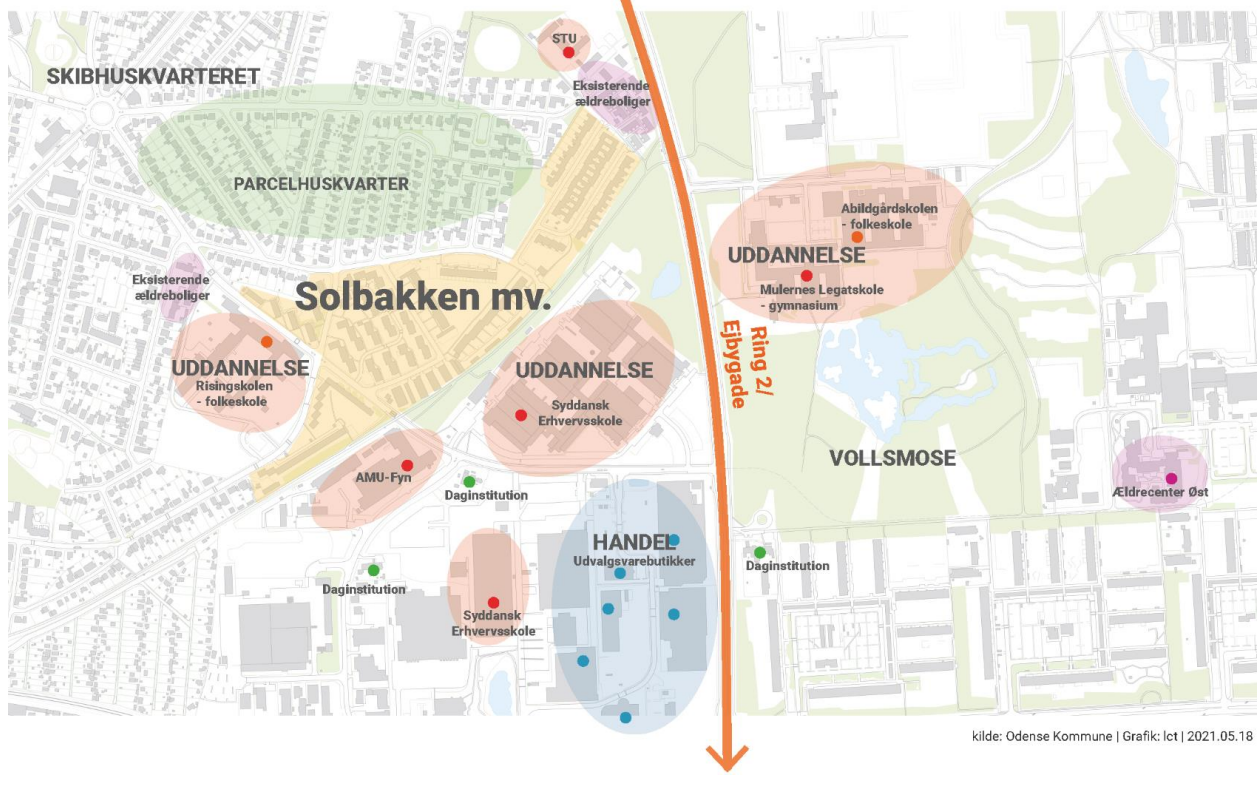 STU
SKIBHUSKVARTERET
Eksisterende
ældreboliger
PARCELHUSKVARTER
Abildgårdskolen
- folkeskole
UDDANNELSE
Mulernes Legatskole
- gymnasium
Eksisterende
ældreboliger
Solbakken mv.
Ring 2/
Ejbygade
UDDANNELSE
Risingskolen
- folkeskole
UDDANNELSE
Syddansk
Erhvervsskole
VOLLSMOSE
AMU-Fyn
Daginstitution
Ældrecenter Øst
HANDEL
Udvalgsvarebutikker
Daginstitution
Daginstitution
Syddansk
Erhvervsskole
kilde: Odense Kommune | Grafik: lct | 2021.05.18